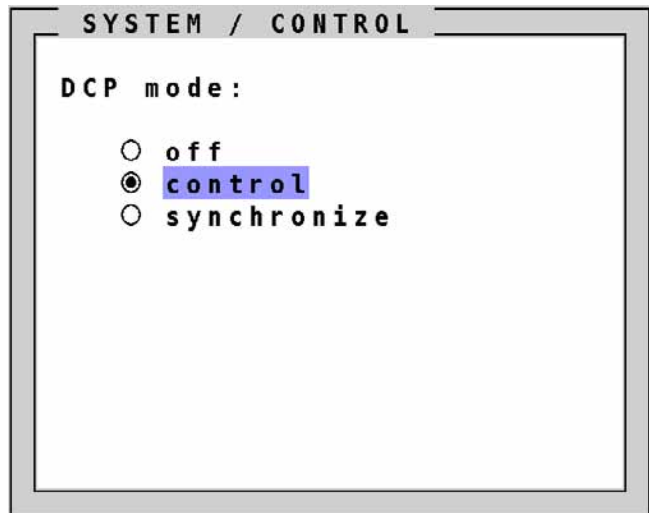 SYSTEM / CONTROL
DCP mode:
off
control
synchronize